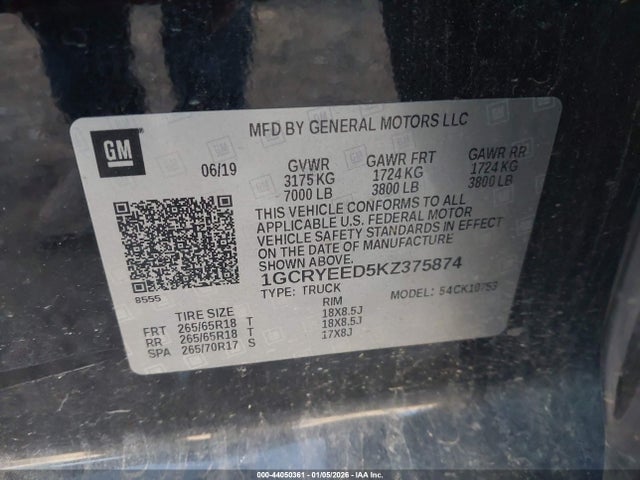 GM
MFD BY GENERAL MOTORS LLC
06/19 GVWR GAWR FRT GAWR RR
3175 KG 1724 KG 1724 KG
7000 LB 3800 LB 3800 LB
THIS VEHICLE CONFORMS TO ALL
APPLICABLE U.S. FEDERAL MOTOR
VEHICLE SAFETY STANDARDS IN EFFECT
ON THE DATE OF MANUFACTURE
SHOWN ABOVE.
1GCRYEED5KZ375874
8555
TYPE: TRUCK MODEL: 54CK10753
TIRE SIZE RIM
FRT 265/65R18 T 18X8.5J
RR 265/65R18 T 18X8.5J
SPA 265/70R17 S 17X8J
000-44050361 - 01/05/2026 - IAA Inc.